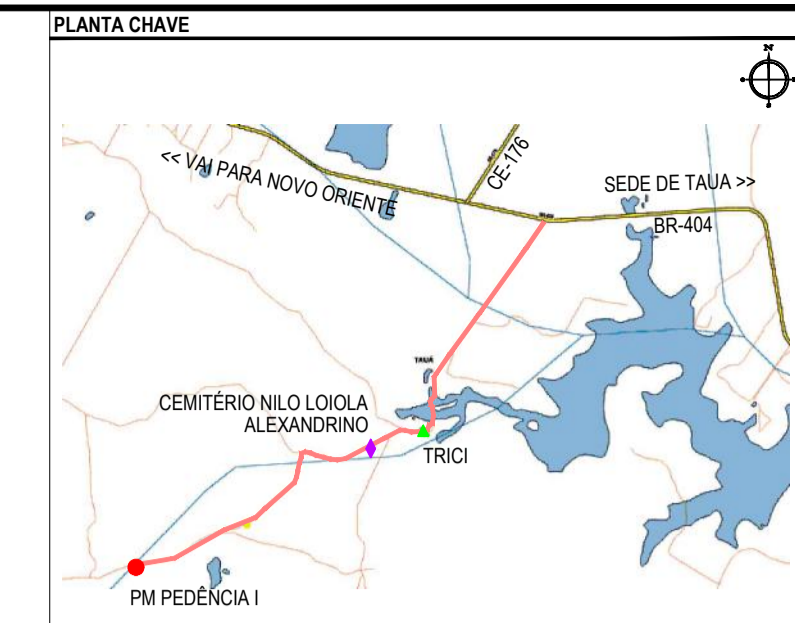 PLANTA CHAVE
N
<< VAI PARA NOVO ORIENTE
CE-176
SEDE DE TAUA >>
BR-404
TAUÁ
CEMITÉRIO NILO LOIOLA
ALEXANDRINO
TRICI
PM PEDÊNCIA I